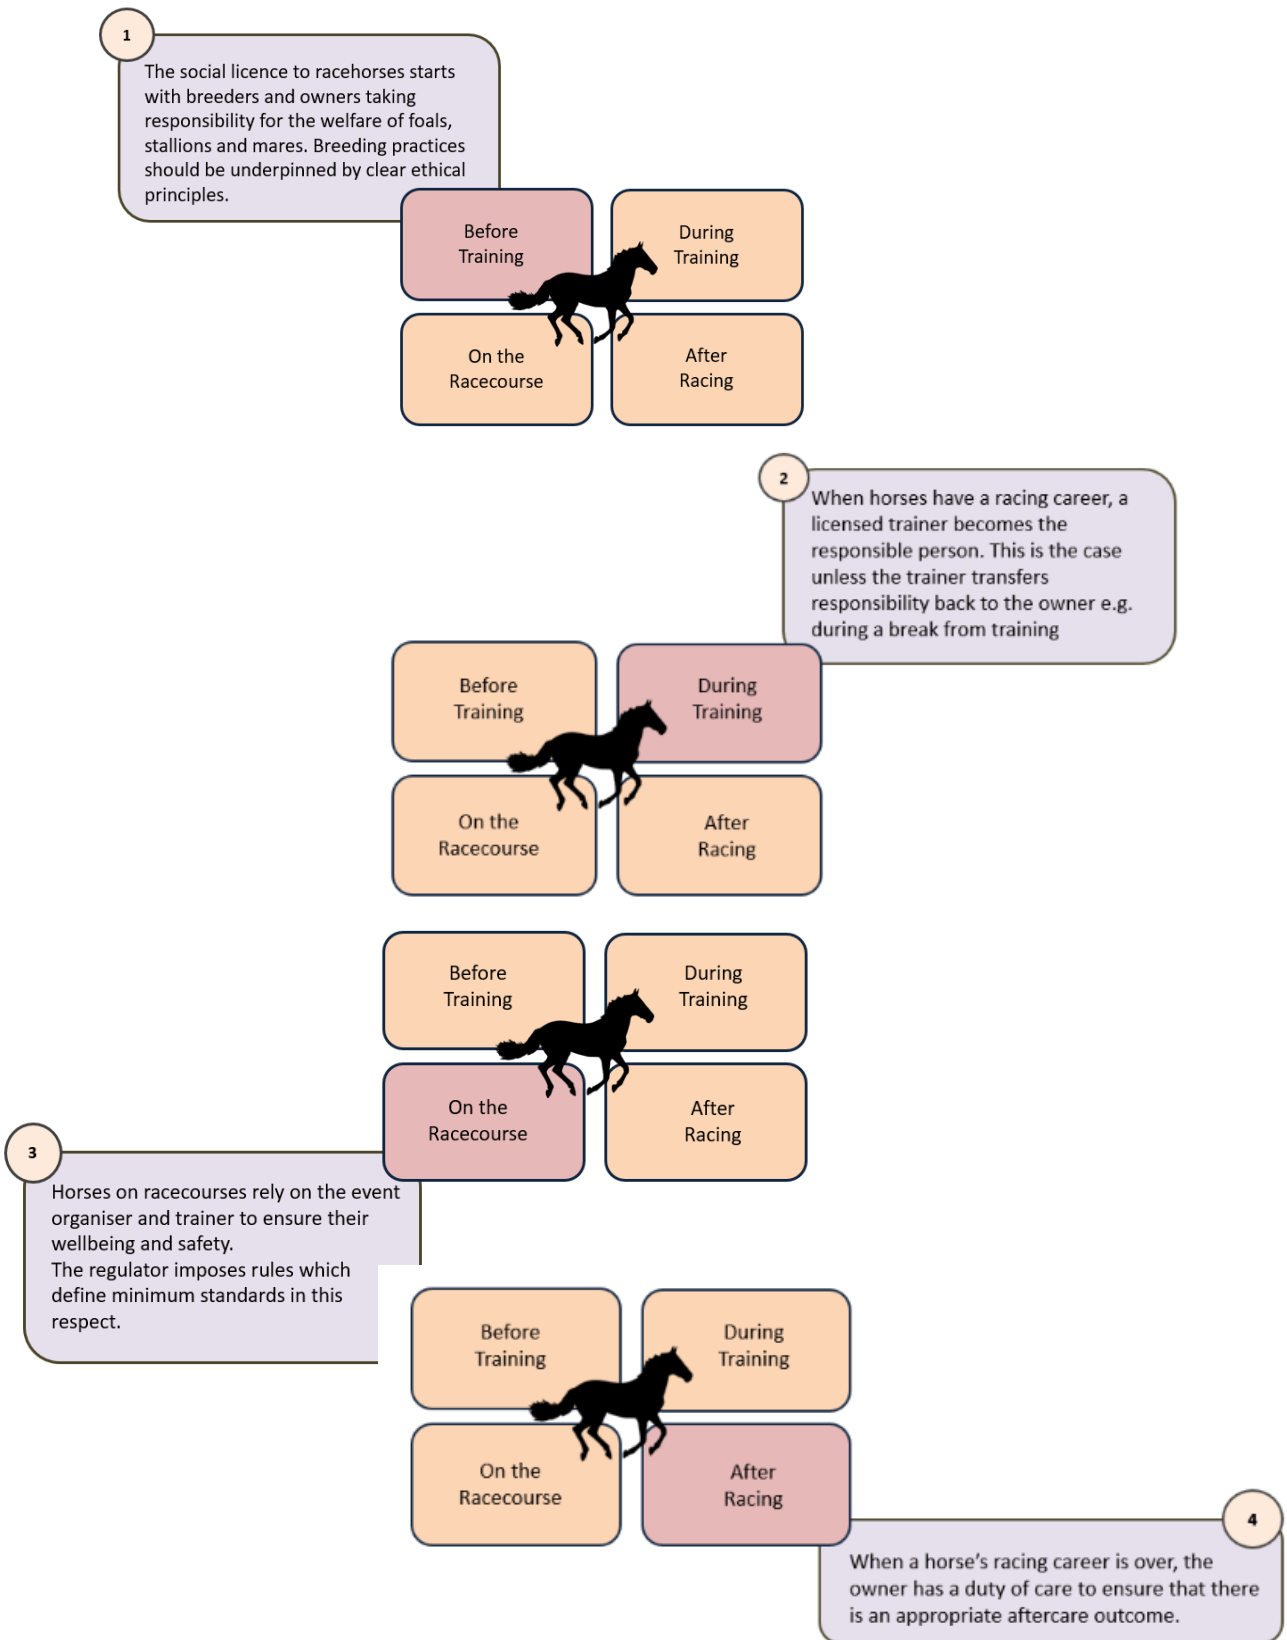 1
The social licence to racehorses starts
with breeders and owners taking
responsibility for the welfare of foals,
stallions and mares. Breeding practices
should be underpinned by clear ethical
principles.
Before
Training
During
Training
On the
Racecourse
After
Racing
2
When horses have a racing career, a
licensed trainer becomes the
responsible person. This is the case
unless the trainer transfers
responsibility back to the owner e.g.
during a break from training
Before
Training
During
Training
On the
Racecourse
After
Racing
Before
Training
During
Training
On the
Racecourse
After
Racing
3
Horses on racecourses rely on the event
organiser and trainer to ensure their
wellbeing and safety.
The regulator imposes rules which
define minimum standards in this
respect.
Before
Training
During
Training
On the
Racecourse
After
Racing
4
When a horse's racing career is over, the
owner has a duty of care to ensure that there
is an appropriate aftercare outcome.